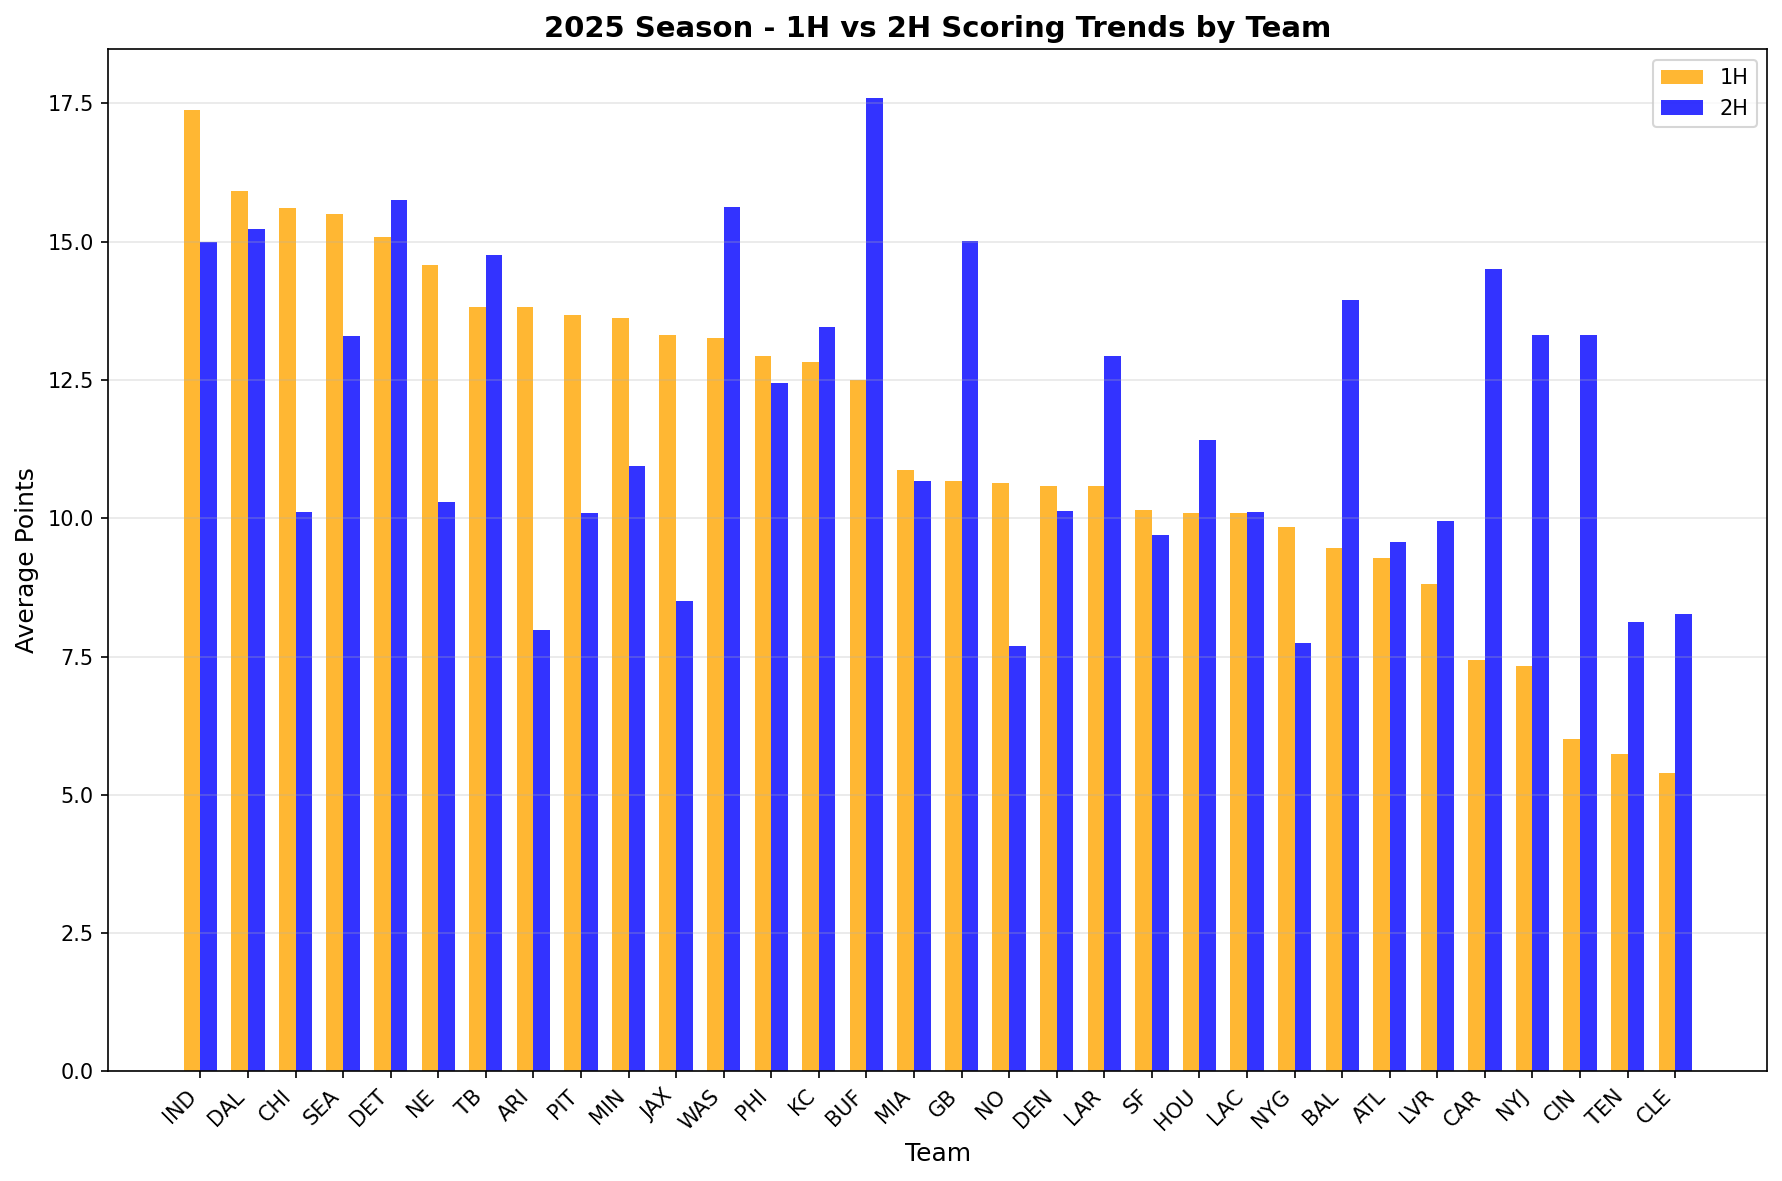 2025 Season - 1H vs 2H Scoring Trends by Team
1H
2H
17.5
15.0
12.5
10.0
7.5
5.0
2.5
0.0
Average Points
IND DAL CHI SEA DET NE TB ARI PIT MIN JAX WAS PHI KC BUF MIA GB NO DEN LAR SF HOU LAC NYG BAL ATL LVR CAR NYJ CIN TEN CLE
Team